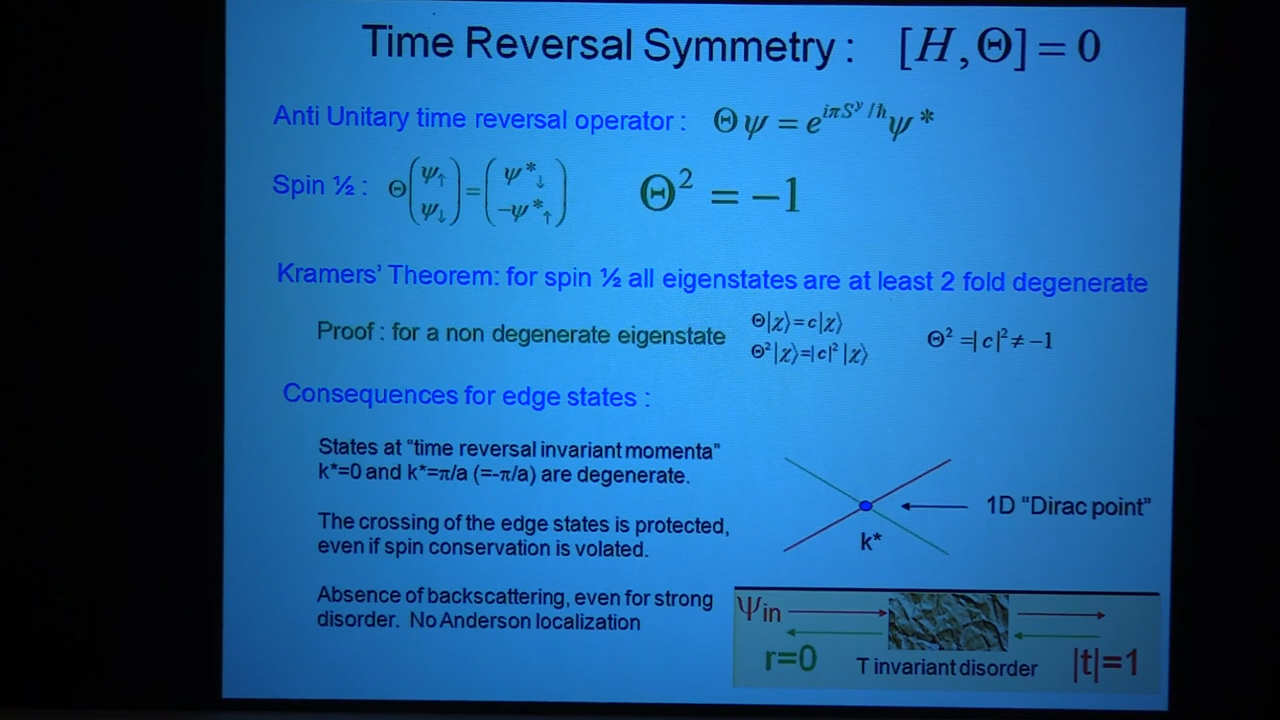 Time Reversal Symmetry : [H,Θ]=0
Anti Unitary time reversal operator : Θψ = e^{iπS^y/ħ}ψ*
Spin ½ : Θ(ψ↑ ψ↓) = (ψ*↓ −ψ*↑) Θ² = −1
Kramers' Theorem: for spin ½ all eigenstates are at least 2 fold degenerate
Proof : for a non degenerate eigenstate
Θ|χ⟩=c|χ⟩
Θ²|χ⟩=|c|²|χ⟩
Θ² =|c|²≠−1
Consequences for edge states :
States at "time reversal invariant momenta"
k*=0 and k*=π/a (=-π/a) are degenerate.
The crossing of the edge states is protected,
even if spin conservation is volated.
1D "Dirac point"
k*
Absence of backscattering, even for strong
disorder. No Anderson localization
Ψin
r=0
T invariant disorder
|t|=1